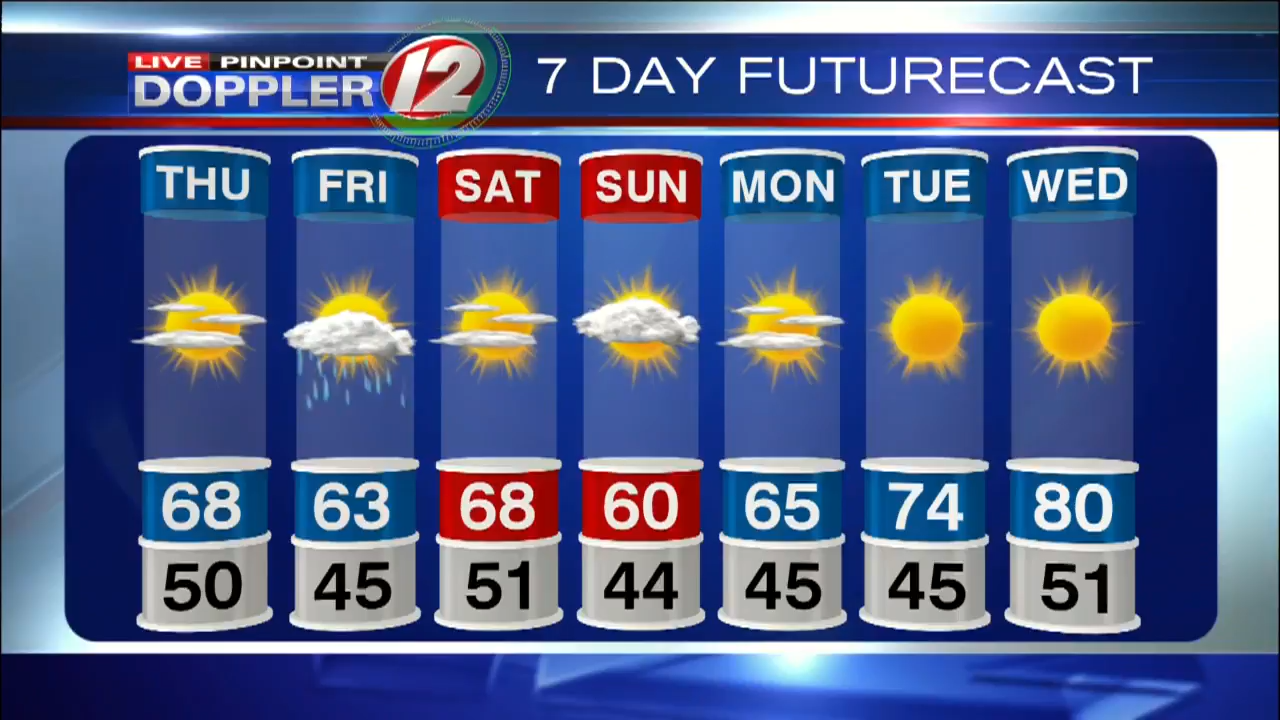 LIVE PINPOINT
DOPPLER 12
7 DAY FUTURECAST
THU FRI SAT SUN MON TUE WED
68 63 68 60 65 74 80
50 45 51 44 45 45 51